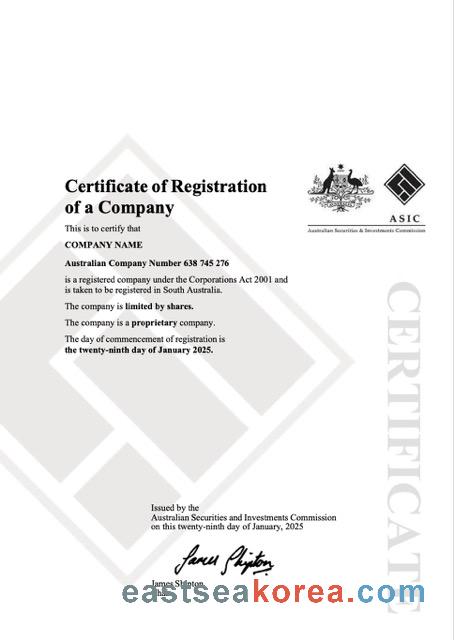 Certificate of Registration
of a Company
This is to certify that
COMPANY NAME
Australian Company Number 638 745 276
is a registered company under the Corporations Act 2001 and
is taken to be registered in South Australia.
The company is limited by shares.
The company is a proprietary company.
The day of commencement of registration is
the twenty-ninth day of January 2025.
ASIC
Australian Securities & Investments Commission
CERTIFICATE
Issued by the
Australian Securities and Investments Commission
on this twenty-ninth day of January, 2025
James Shipton
James Shipton
eastseakorea.com